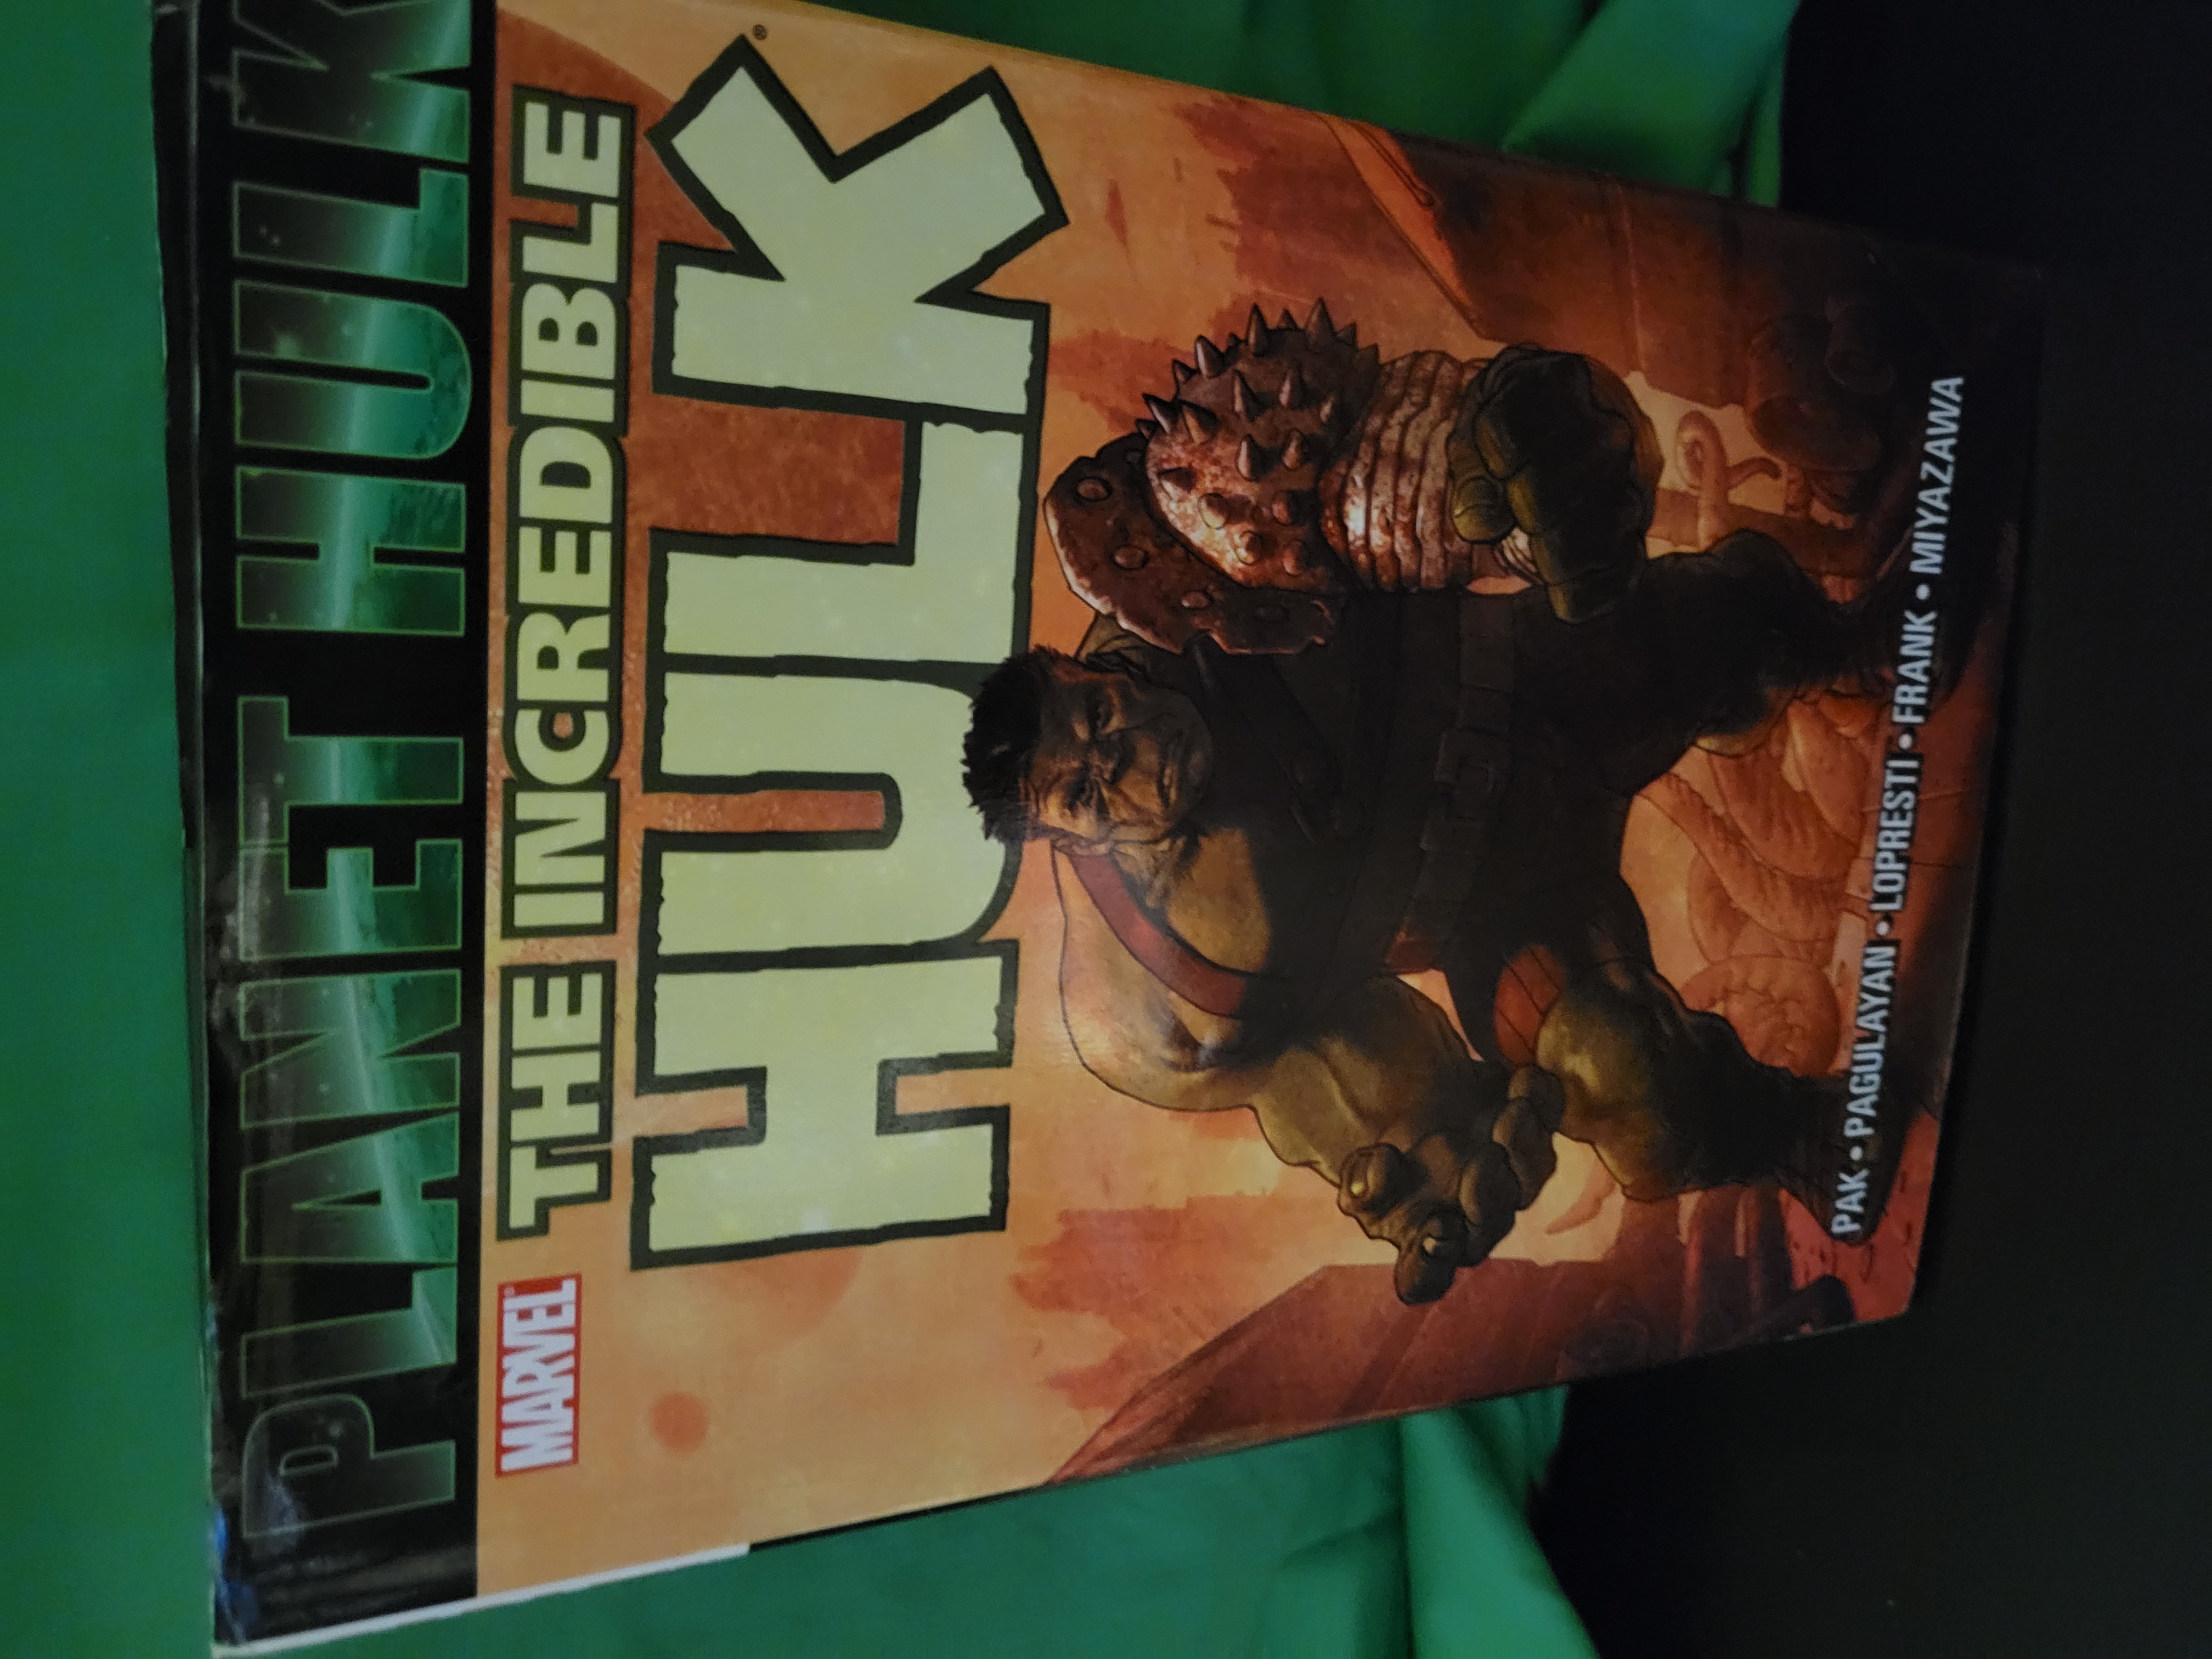 PLANET HULK
MARVEL
THE INCREDIBLE
HULK®
PAK • PAGULAYAN • LOPRESTI • FRANK • MIYAZAWA